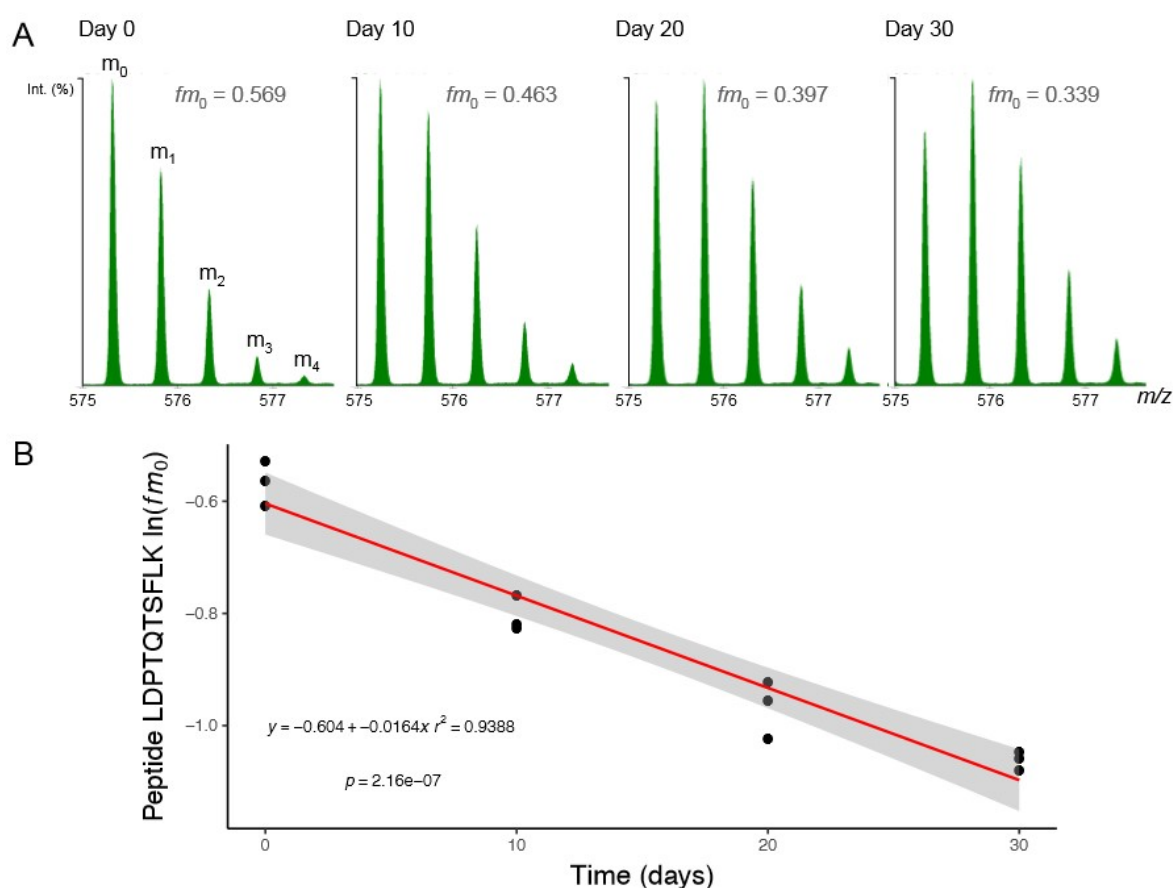 A
Day 0
Day 10
Day 20
Day 30
Int. (%)
m0
m1
m2
m3
m4
fm0 = 0.569
fm0 = 0.463
fm0 = 0.397
fm0 = 0.339
575 576 577
575 576 577
575 576 577
575 576 577
m/z
B
Peptide LDPTQTSFLK ln(fm0)
−0.6
−0.8
−1.0
y = −0.604 + −0.0164x r² = 0.9388
p = 2.16e−07
0 10 20 30
Time (days)